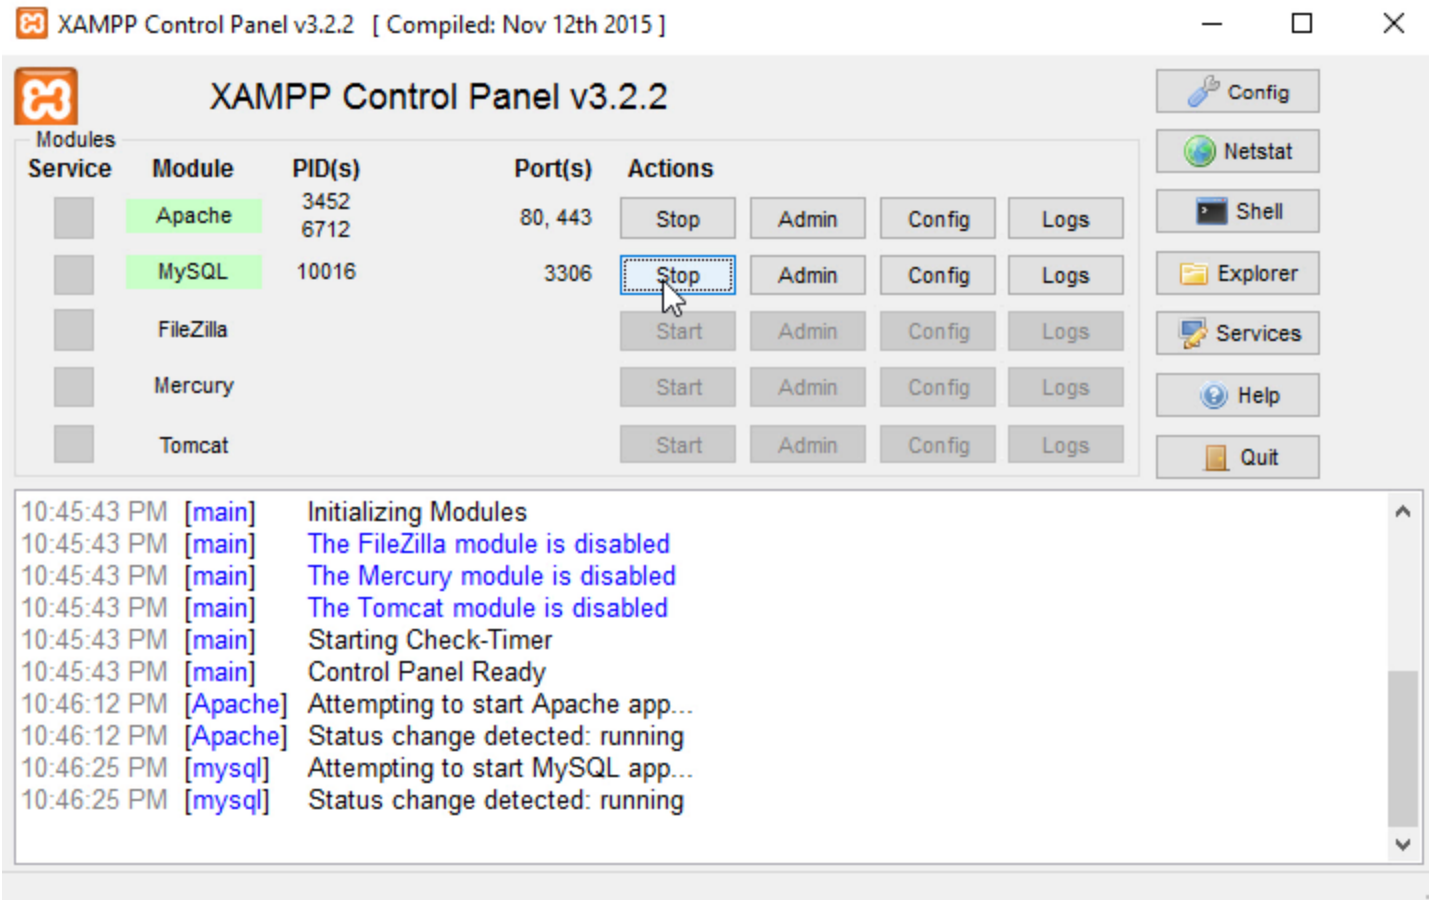 XAMPP Control Panel v3.2.2 [ Compiled: Nov 12th 2015 ]
XAMPP Control Panel v3.2.2
Config
Modules
Netstat
Service Module PID(s) Port(s) Actions
Shell
Apache 3452 6712 80, 443 Stop Admin Config Logs
MySQL 10016 3306 Stop Admin Config Logs
Explorer
FileZilla Start Admin Config Logs
Services
Mercury Start Admin Config Logs
Help
Tomcat Start Admin Config Logs
Quit
10:45:43 PM [main] Initializing Modules
10:45:43 PM [main] The FileZilla module is disabled
10:45:43 PM [main] The Mercury module is disabled
10:45:43 PM [main] The Tomcat module is disabled
10:45:43 PM [main] Starting Check-Timer
10:45:43 PM [main] Control Panel Ready
10:46:12 PM [Apache] Attempting to start Apache app...
10:46:12 PM [Apache] Status change detected: running
10:46:25 PM [mysql] Attempting to start MySQL app...
10:46:25 PM [mysql] Status change detected: running